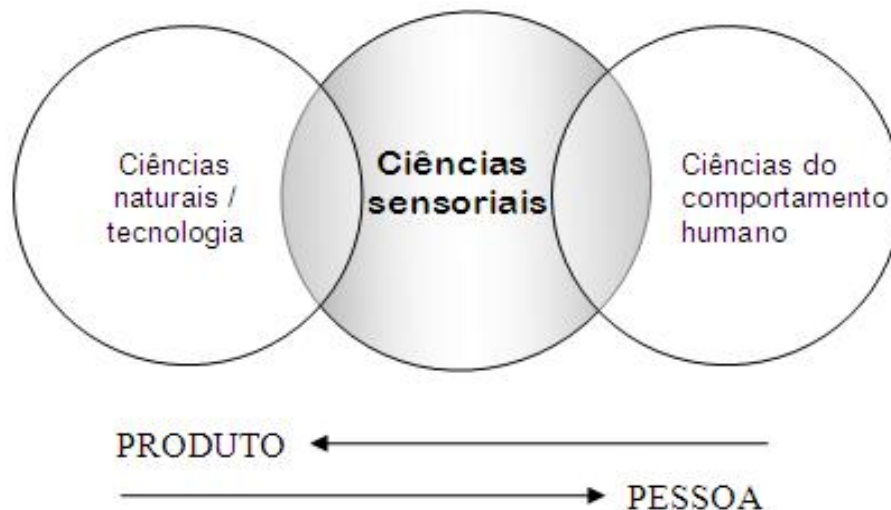 Ciências
naturais /
tecnologia
Ciências
sensoriais
Ciências do
comportamento
humano
PRODUTO
PESSOA